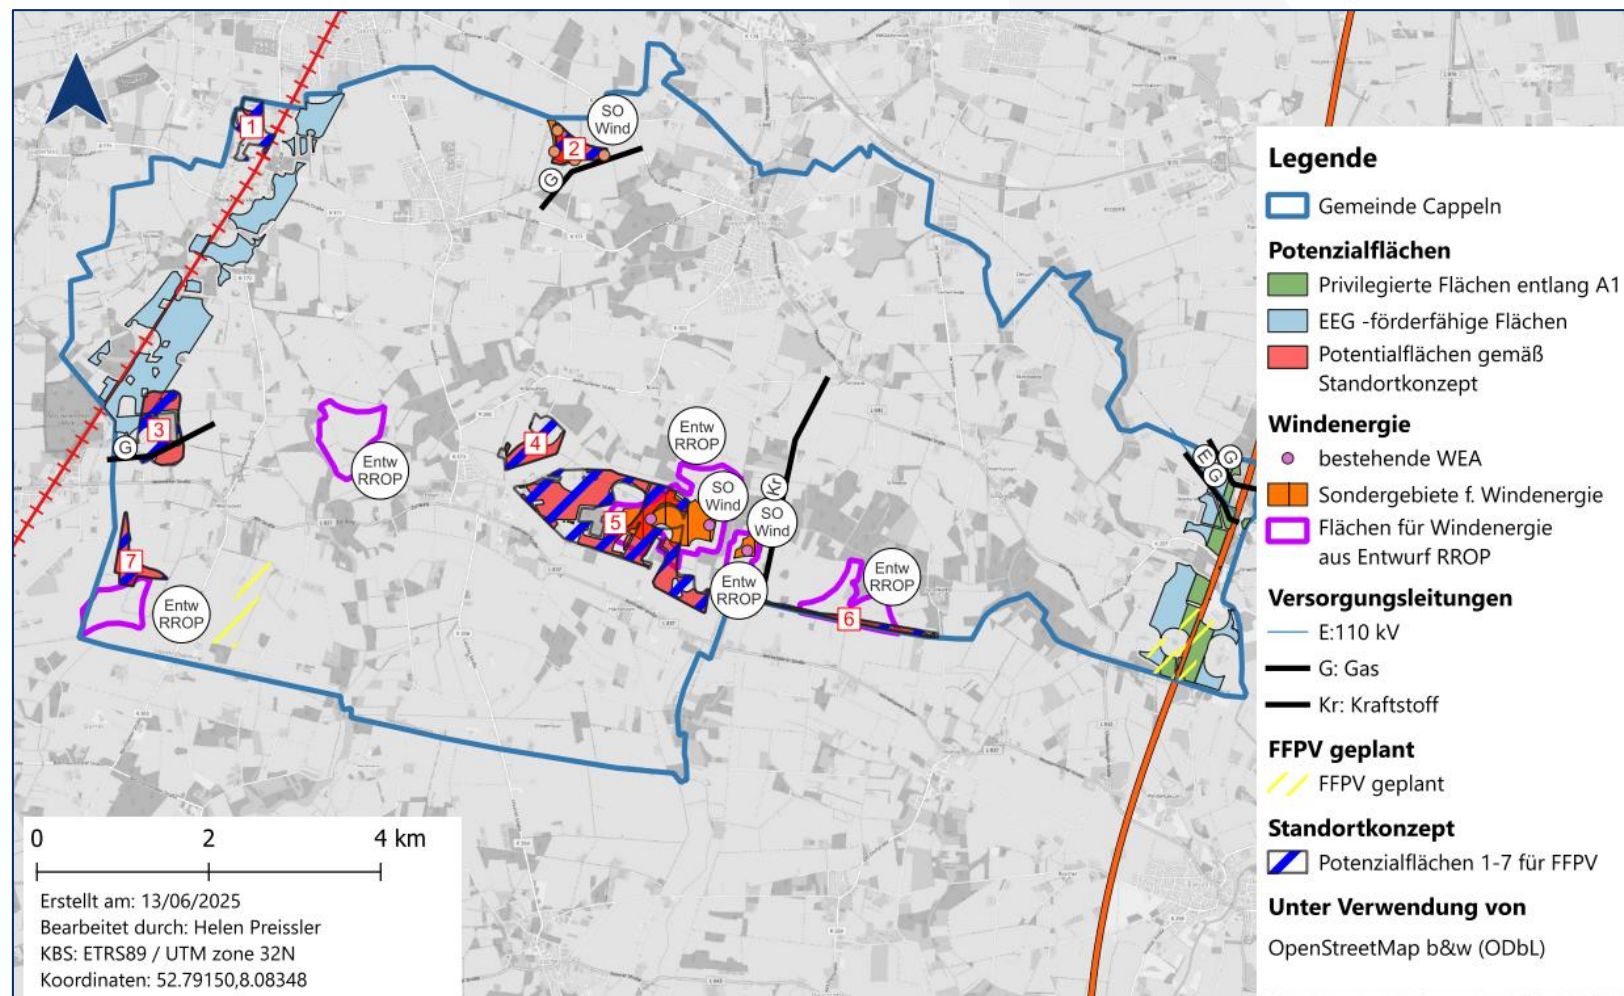 1
2
SO
Wind
G
3
G
4
Entw
RROP
Entw
RROP
5
SO
Wind
Kr
SO
Wind
Entw
RROP
6
Entw
RROP
7
Entw
RROP
E
G
G
Legende
Gemeinde Cappeln
Potenzialflächen
Privilegierte Flächen entlang A1
EEG -förderfähige Flächen
Potentialflächen gemäß
Standortkonzept
Windenergie
bestehende WEA
Sondergebiete f. Windenergie
Flächen für Windenergie
aus Entwurf RROP
Versorgungsleitungen
E:110 kV
G: Gas
Kr: Kraftstoff
FFPV geplant
FFPV geplant
Standortkonzept
Potenzialflächen 1-7 für FFPV
Unter Verwendung von
OpenStreetMap b&w (ODbL)
0 2 4 km
Erstellt am: 13/06/2025
Bearbeitet durch: Helen Preissler
KBS: ETRS89 / UTM zone 32N
Koordinaten: 52.79150,8.08348